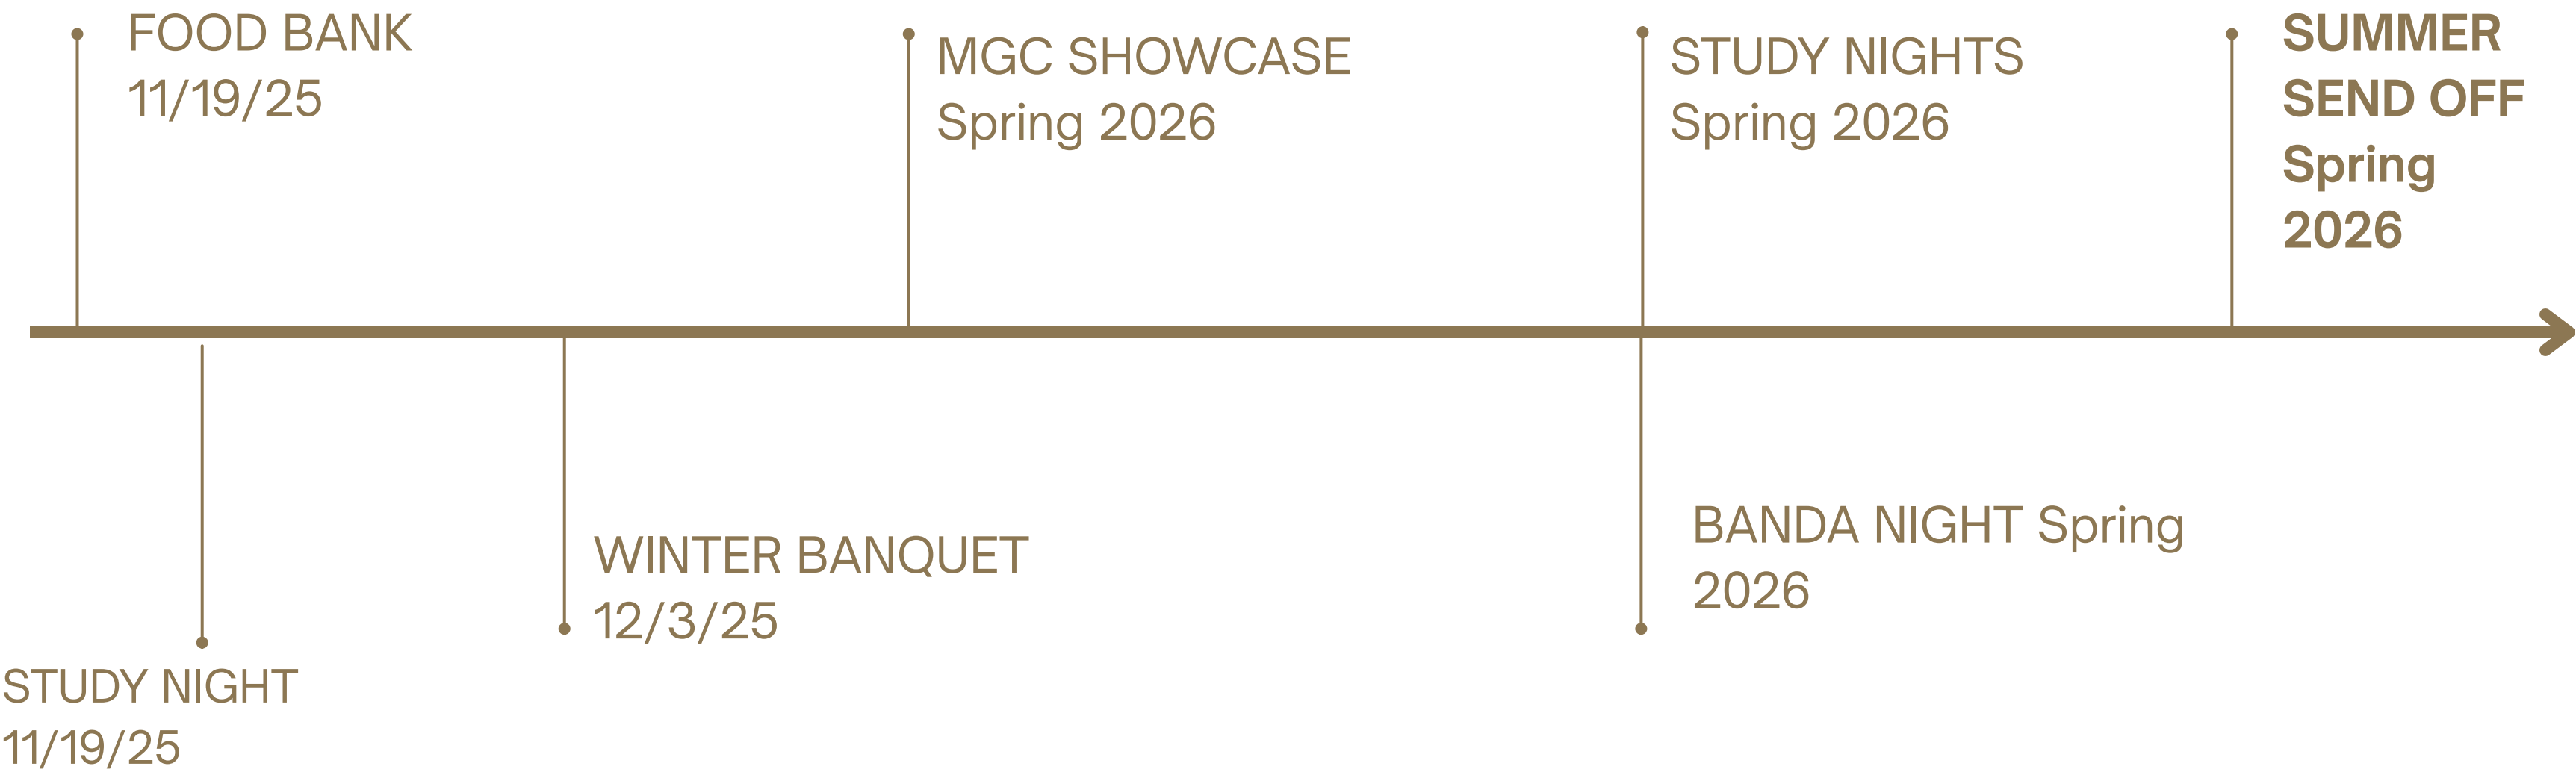 FOOD BANK
11/19/25
MGC SHOWCASE
Spring 2026
STUDY NIGHTS
Spring 2026
SUMMER
SEND OFF
Spring
2026
STUDY NIGHT
11/19/25
WINTER BANQUET
12/3/25
BANDA NIGHT Spring
2026